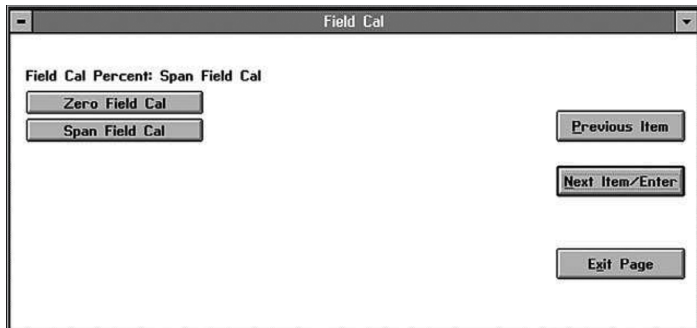 Field Cal
Field Cal Percent: Span Field Cal
Zero Field Cal
Span Field Cal
Previous Item
Next Item/Enter
Exit Page